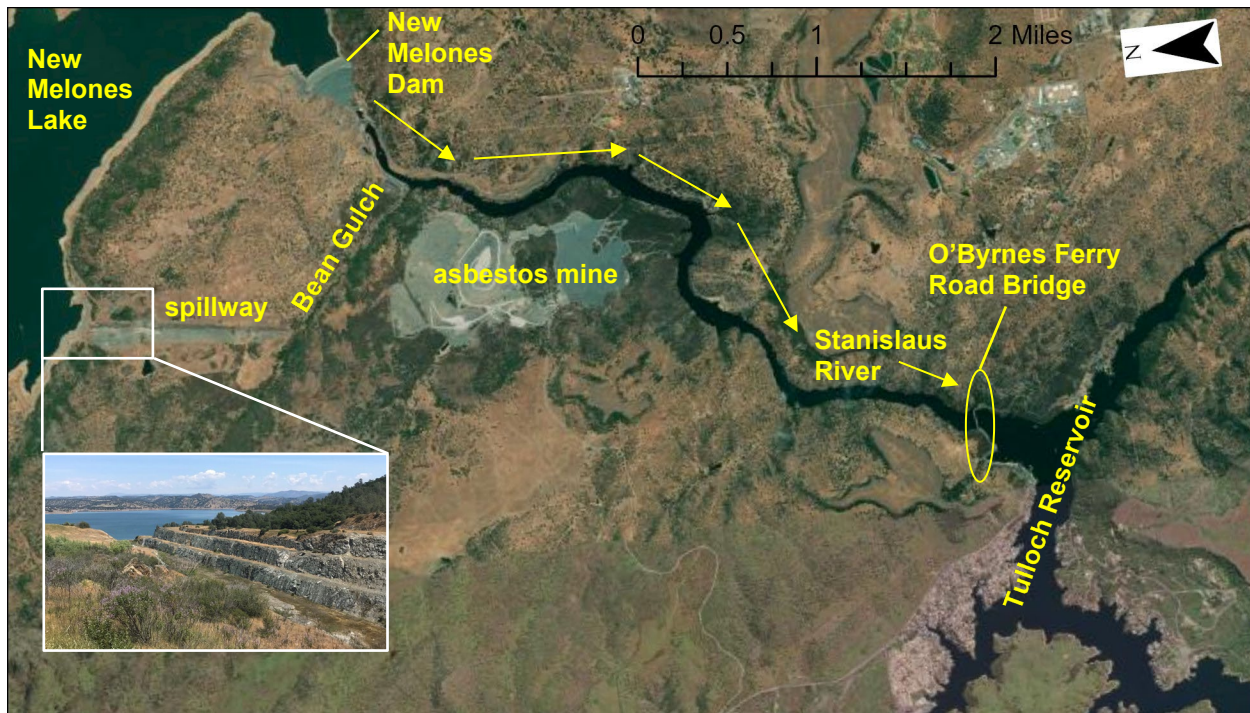 New
Melones
Lake
New
Melones
Dam
0 0.5 1 2 Miles
N
Bean Gulch
spillway
asbestos mine
O’Byrnes Ferry
Road Bridge
Stanislaus
River
Tulloch Reservoir